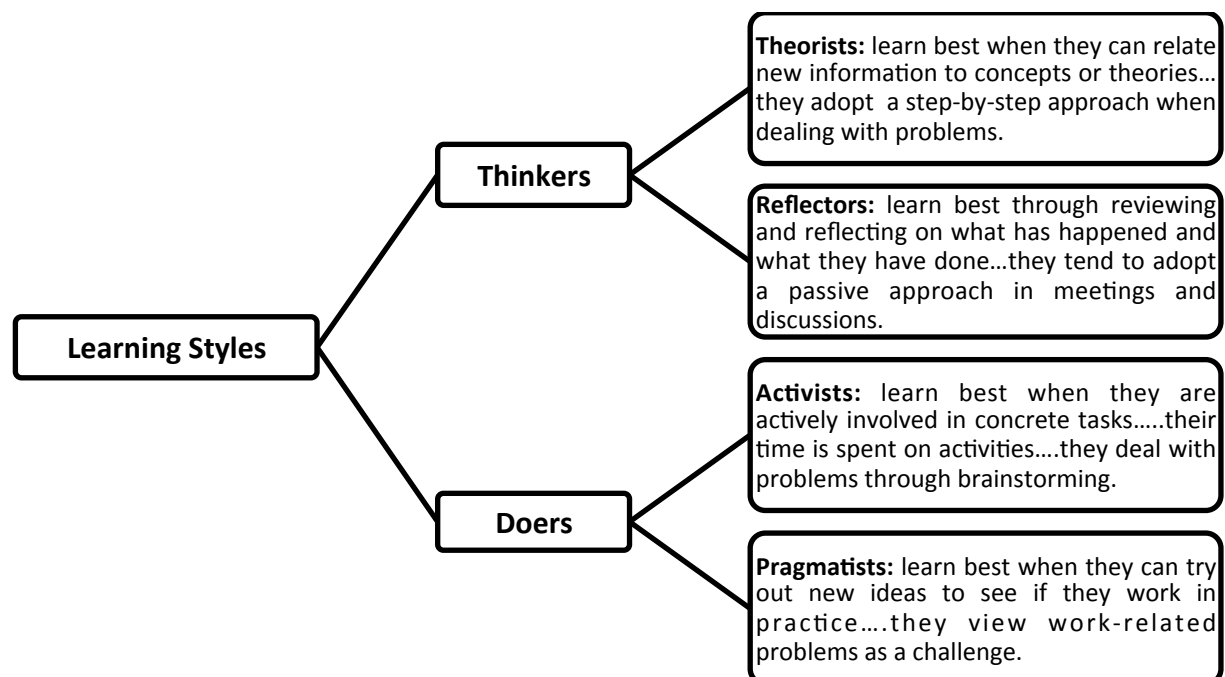 Learning Styles
Thinkers
Theorists: learn best when they can relate
new information to concepts or theories…
they adopt a step-by-step approach when
dealing with problems.
Reflectors: learn best through reviewing
and reflecting on what has happened and
what they have done…they tend to adopt
a passive approach in meetings and
discussions.
Doers
Activists: learn best when they are
actively involved in concrete tasks…..their
time is spent on activities….they deal with
problems through brainstorming.
Pragmatists: learn best when they can try
out new ideas to see if they work in
practice….they view work-related
problems as a challenge.